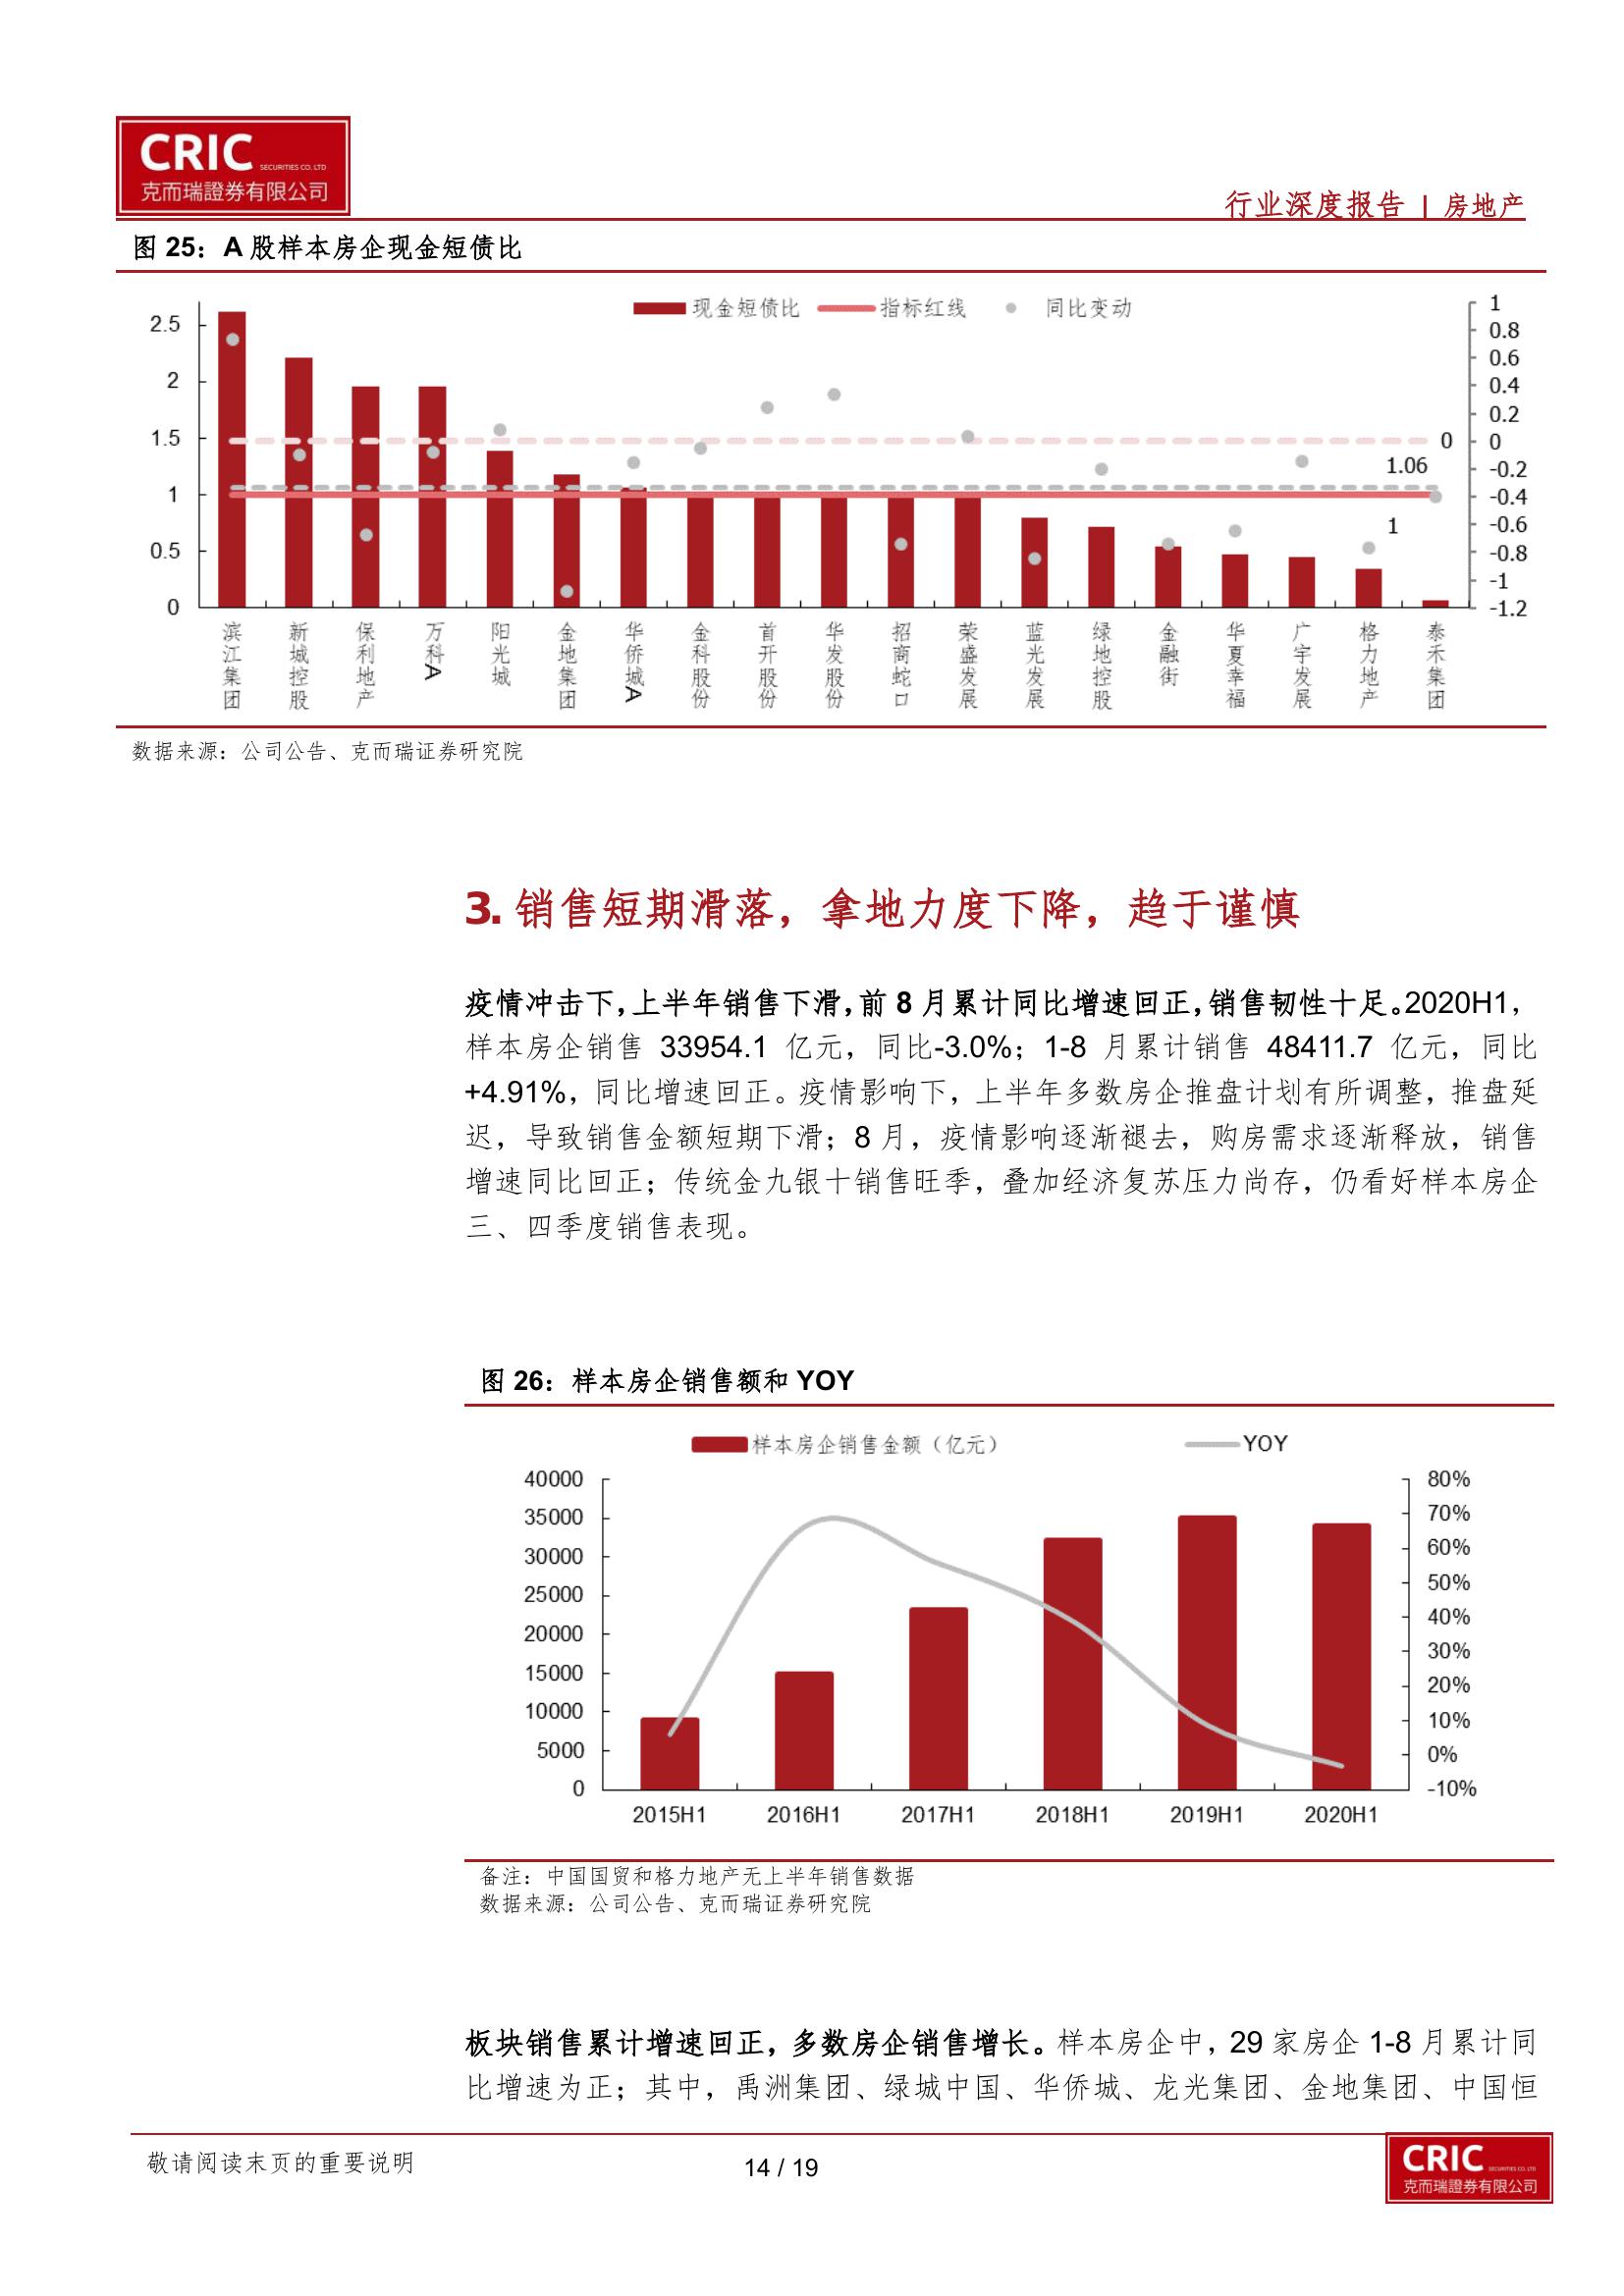 CRIC SECURITIES CO. LTD
克而瑞證券有限公司
行业深度报告 | 房地产
图 25：A 股样本房企现金短债比
现金短债比 指标红线 同比变动
2.5
2
1.5
1
0.5
0
1
0.8
0.6
0.4
0.2
0
-0.2
-0.4
-0.6
-0.8
-1
-1.2
0
1.06
1
滨江集团
新城控股
保利地产
万科A
阳光城
金地集团
华侨城A
金科股份
首开股份
华发股份
招商蛇口
荣盛发展
蓝光发展
绿地控股
金融街
华夏幸福
广宇发展
格力地产
泰禾集团
数据来源：公司公告、克而瑞证券研究院
3. 销售短期滑落，拿地力度下降，趋于谨慎
疫情冲击下，上半年销售下滑，前 8 月累计同比增速回正，销售韧性十足。2020H1，
样本房企销售 33954.1 亿元，同比-3.0%；1-8 月累计销售 48411.7 亿元，同比
+4.91%，同比增速回正。疫情影响下，上半年多数房企推盘计划有所调整，推盘延
迟，导致销售金额短期下滑；8 月，疫情影响逐渐褪去，购房需求逐渐释放，销售
增速同比回正；传统金九银十销售旺季，叠加经济复苏压力尚存，仍看好样本房企
三、四季度销售表现。
图 26：样本房企销售额和 YOY
样本房企销售金额（亿元） YOY
40000
35000
30000
25000
20000
15000
10000
5000
0
80%
70%
60%
50%
40%
30%
20%
10%
0%
-10%
2015H1 2016H1 2017H1 2018H1 2019H1 2020H1
备注：中国国贸和格力地产无上半年销售数据
数据来源：公司公告、克而瑞证券研究院
板块销售累计增速回正，多数房企销售增长。样本房企中，29 家房企 1-8 月累计同
比增速为正；其中，禹洲集团、绿城中国、华侨城、龙光集团、金地集团、中国恒
敬请阅读末页的重要说明
14 / 19
CRIC SECURITIES CO. LTD
克而瑞證券有限公司